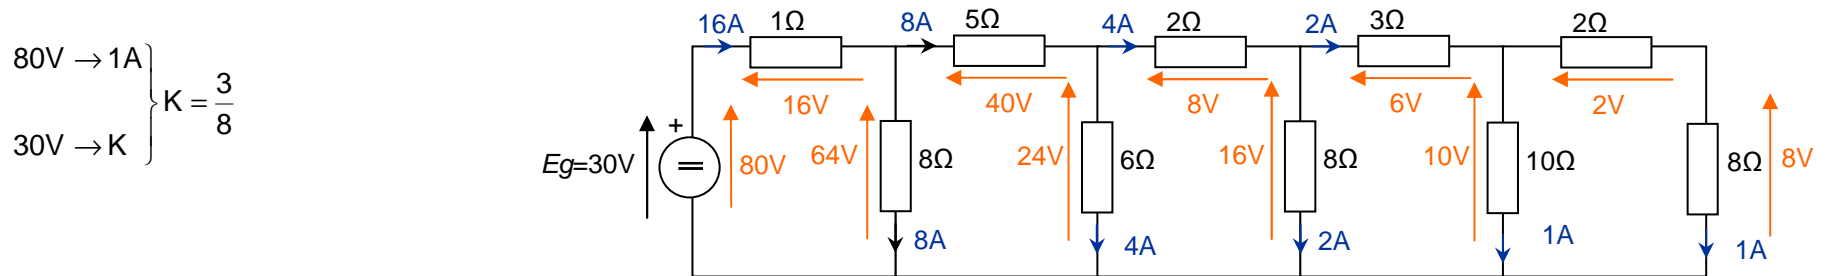 80V → 1A
30V → K
K = 3/8
16A 1Ω 8A 5Ω 4A 2Ω 2A 3Ω 2Ω
16V 40V 8V 6V 2V
Eg=30V + = 80V 64V 8Ω 24V 6Ω 16V 8Ω 10V 10Ω 8Ω 8V
8A 4A 2A 1A 1A